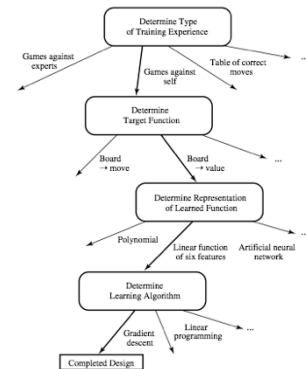 Determine Type
of Training Experience
Games against
experts
Games against
self
Table of correct
moves
...
Determine
Target Function
Board
→ move
Board
→ value
...
Determine Representation
of Learned Function
Polynomial
Linear function
of six features
Artificial neural
network
...
Determine
Learning Algorithm
Gradient
descent
Linear
programming
...
Completed Design